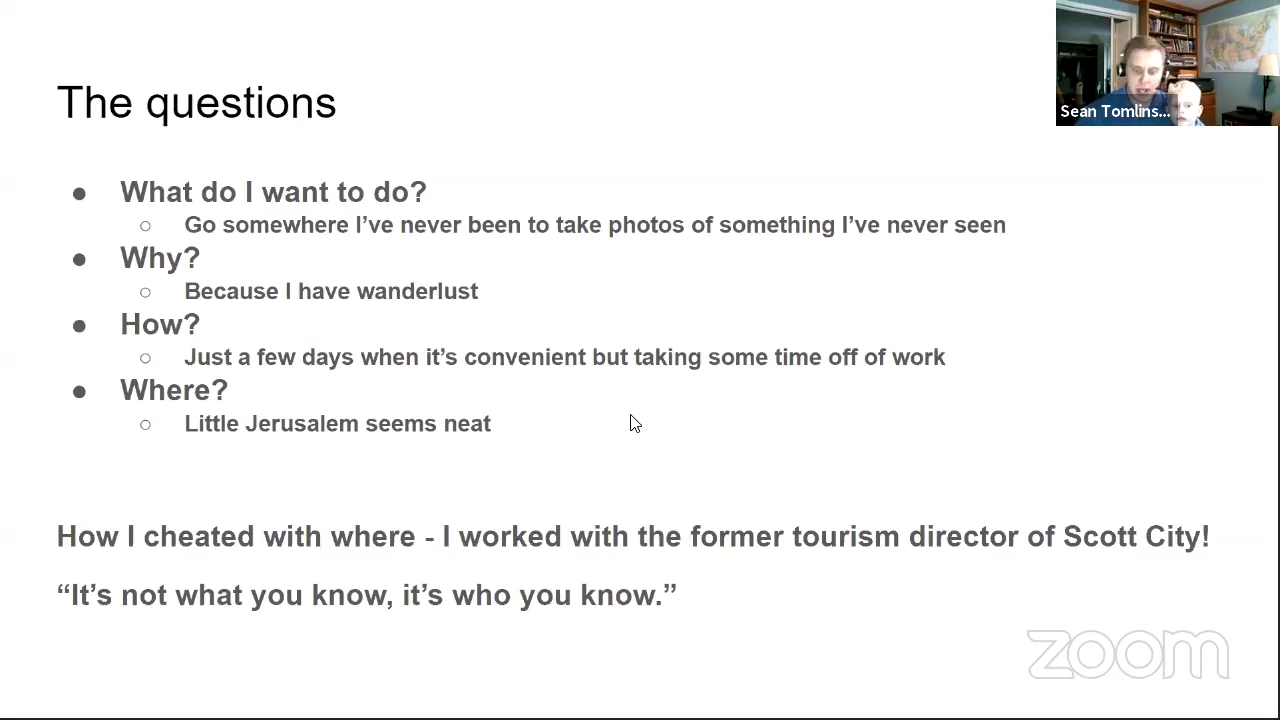 The questions
Sean Tomlins...
● What do I want to do?
○ Go somewhere I’ve never been to take photos of something I’ve never seen
● Why?
○ Because I have wanderlust
● How?
○ Just a few days when it’s convenient but taking some time off of work
● Where?
○ Little Jerusalem seems neat
How I cheated with where - I worked with the former tourism director of Scott City!
“It’s not what you know, it’s who you know.”
zoom